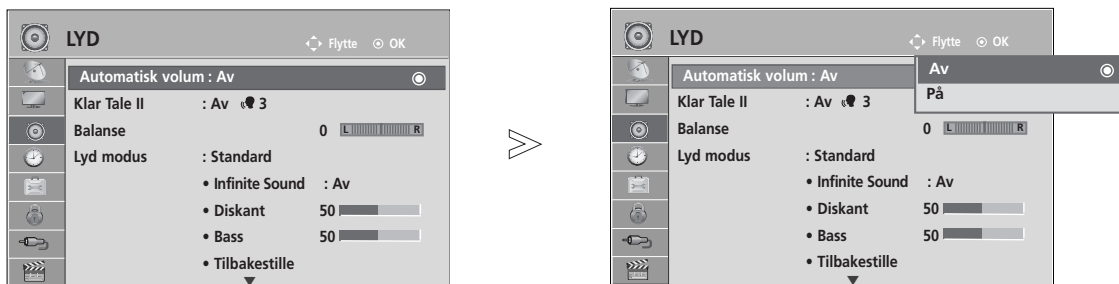 LYD
Flytte OK
Automatisk volum : Av
Klar Tale II : Av 3
Balanse 0 L R
Lyd modus : Standard
• Infinite Sound : Av
• Diskant 50
• Bass 50
• Tilbakestille
LYD
Flytte OK
Automatisk volum : Av
Av
På
Klar Tale II : Av 3
Balanse 0 L R
Lyd modus : Standard
• Infinite Sound : Av
• Diskant 50
• Bass 50
• Tilbakestille